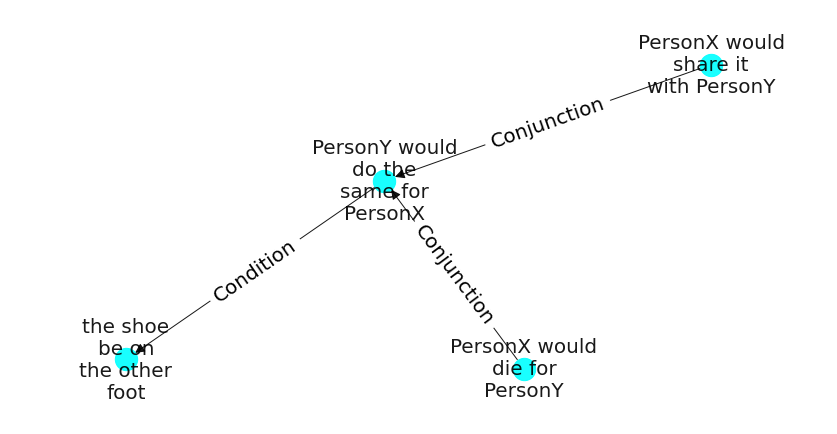 PersonX would
share it
with PersonY
Conjunction
PersonY would
do the
same for
PersonX
Conjunction
Condition
the shoe
be on
the other
foot
PersonX would
die for
PersonY